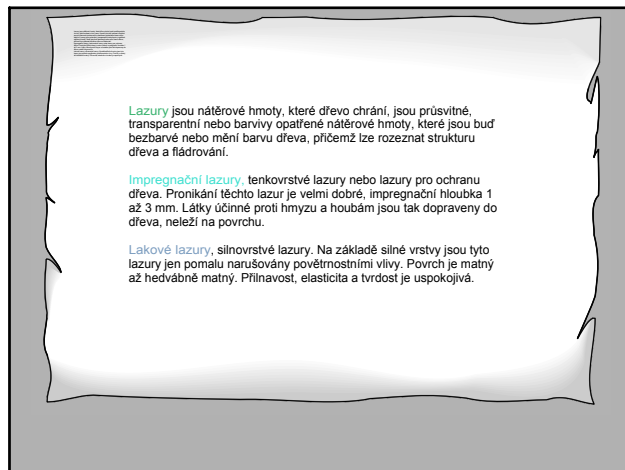 Lazury jsou nátěrové hmoty, které dřevo chrání, jsou průsvitné,
transparentní nebo barvivy opatřené nátěrové hmoty, které jsou buď
bezbarvé nebo mění barvu dřeva, přičemž lze rozeznat strukturu
dřeva a fládrování.
Impregnační lazury, tenkovrstvé lazury nebo lazury pro ochranu
dřeva. Pronikání těchto lazur je velmi dobré, impregnační hloubka 1
až 3 mm. Látky účinné proti hmyzu a houbám jsou tak dopraveny do
dřeva, neleží na povrchu.
Lakové lazury, silnovrstvé lazury. Na základě silné vrstvy jsou tyto
lazury jen pomalu narušovány povětrnostními vlivy. Povrch je matný
až hedvábně matný. Přilnavost, elasticita a tvrdost je uspokojivá.